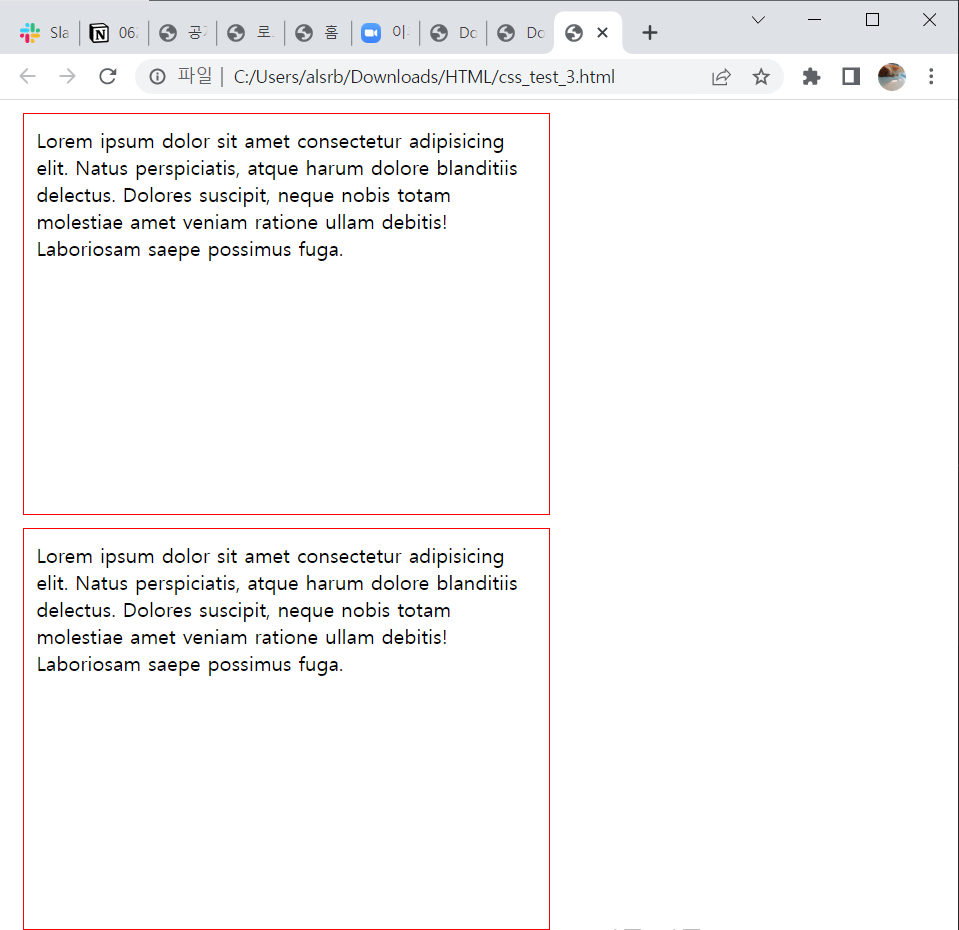 Sla
06
공
로
홈
이
Do
Do
파일 | C:/Users/alsrb/Downloads/HTML/css_test_3.html
Lorem ipsum dolor sit amet consectetur adipisicing
elit. Natus perspiciatis, atque harum dolore blanditiis
delectus. Dolores suscipit, neque nobis totam
molestiae amet veniam ratione ullam debitis!
Laboriosam saepe possimus fuga.
Lorem ipsum dolor sit amet consectetur adipisicing
elit. Natus perspiciatis, atque harum dolore blanditiis
delectus. Dolores suscipit, neque nobis totam
molestiae amet veniam ratione ullam debitis!
Laboriosam saepe possimus fuga.